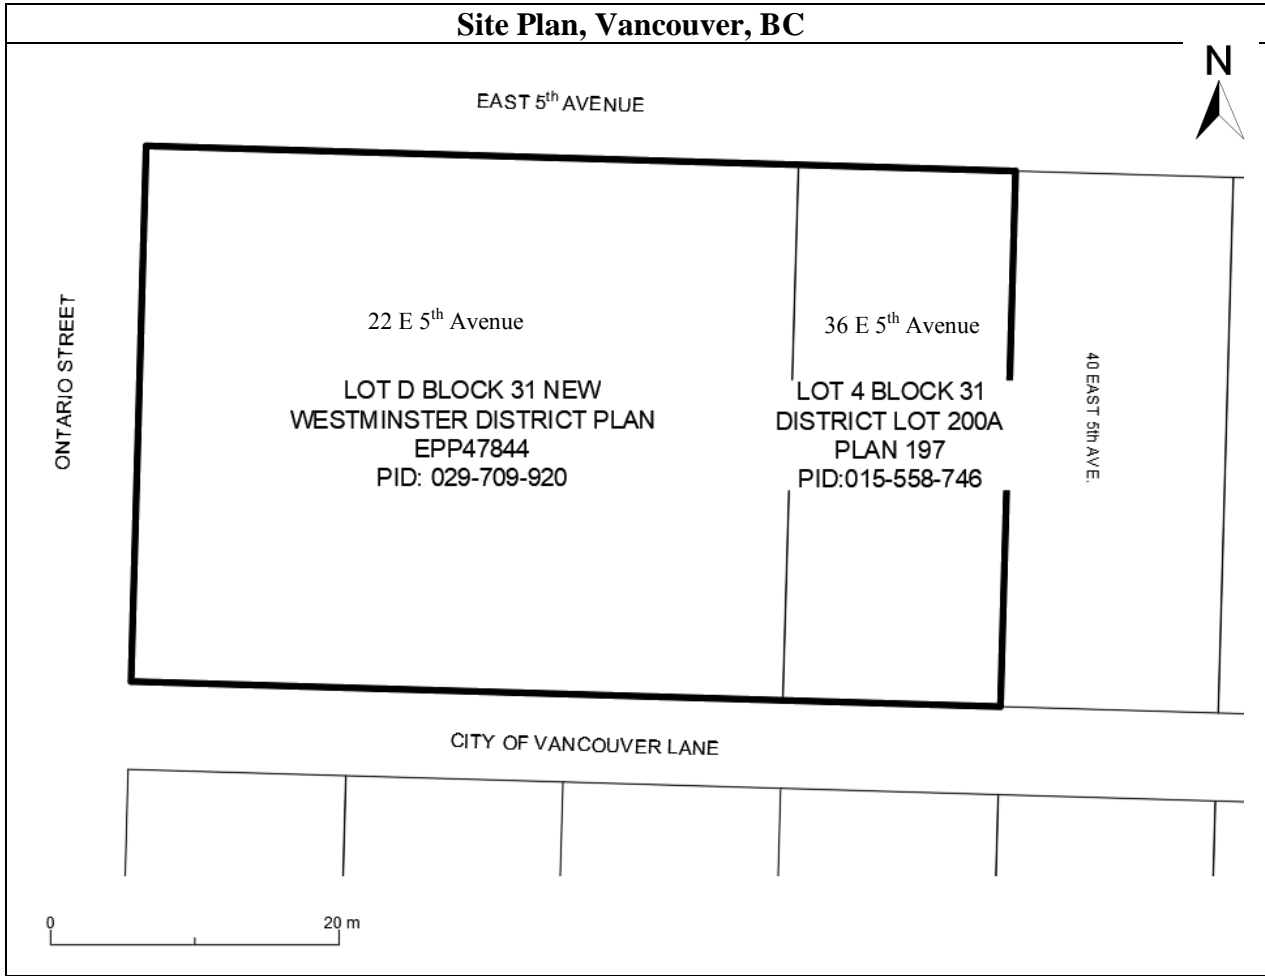 Site Plan, Vancouver, BC
N
EAST 5th AVENUE
ONTARIO STREET
22 E 5th Avenue
LOT D BLOCK 31 NEW
WESTMINSTER DISTRICT PLAN
EPP47844
PID: 029-709-920
36 E 5th Avenue
LOT 4 BLOCK 31
DISTRICT LOT 200A
PLAN 197
PID:015-558-746
40 EAST 5th AVE.
CITY OF VANCOUVER LANE
0 20 m